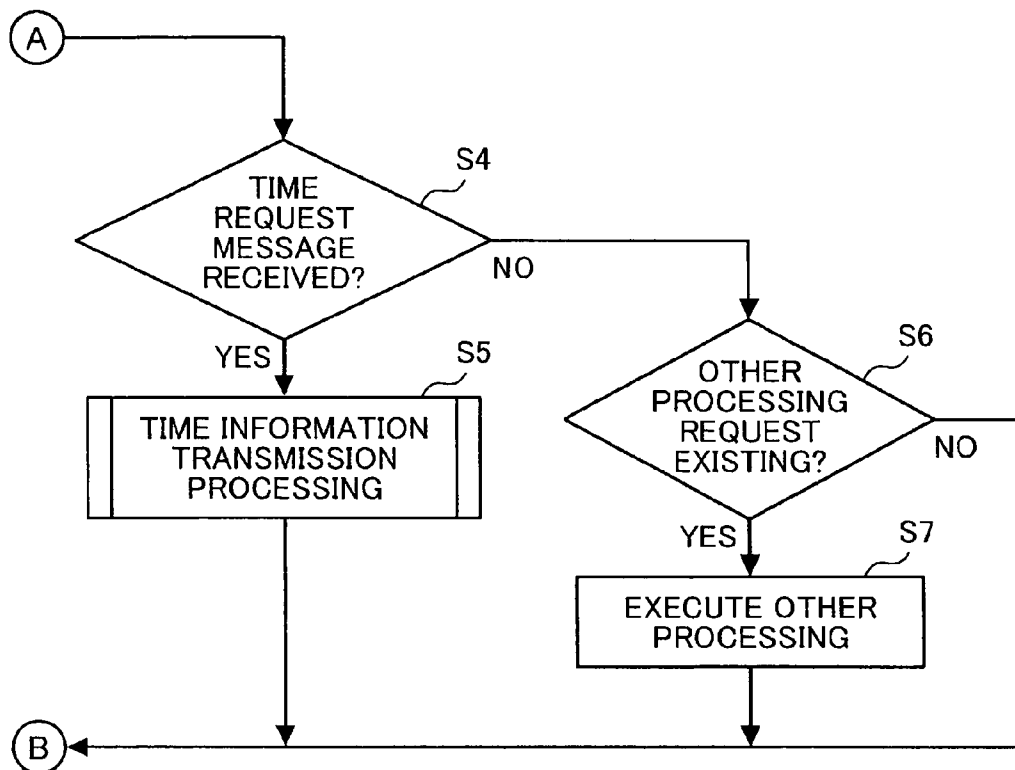 A
S4
TIME
REQUEST
MESSAGE
RECEIVED?
NO
YES
S5
TIME INFORMATION
TRANSMISSION
PROCESSING
S6
OTHER
PROCESSING
REQUEST
EXISTING?
NO
YES
S7
EXECUTE OTHER
PROCESSING
B